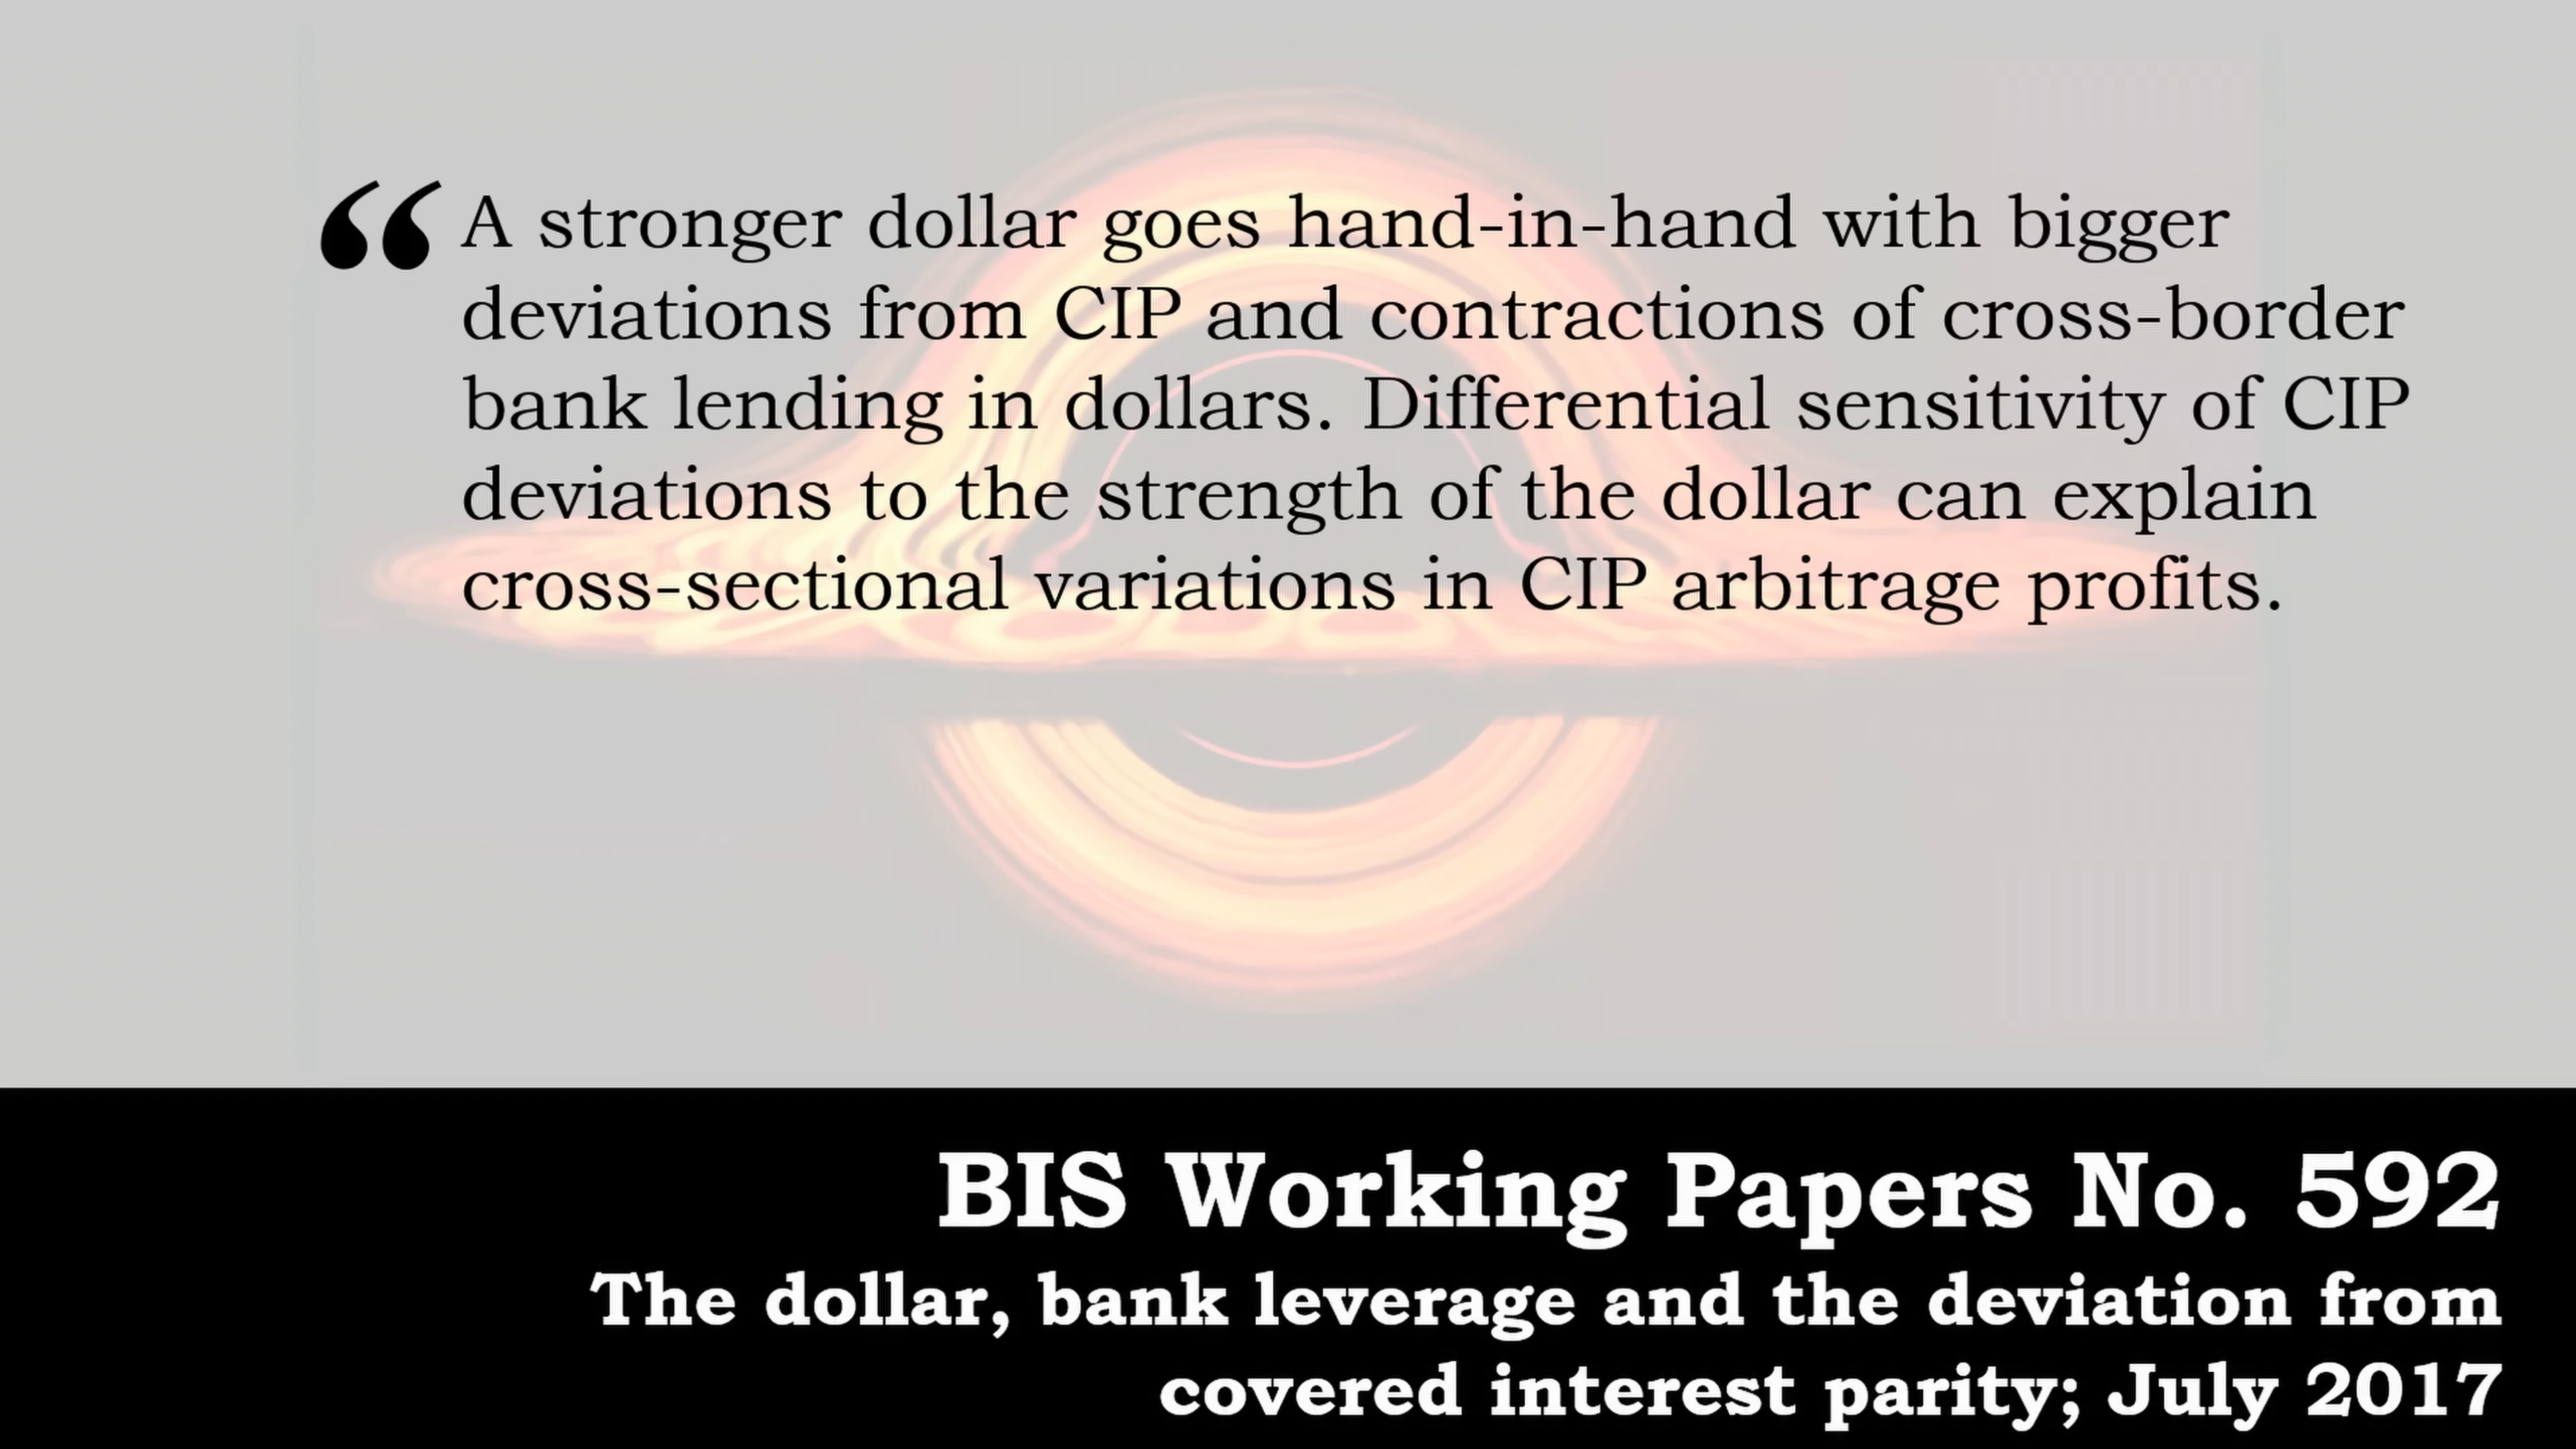 “A stronger dollar goes hand-in-hand with bigger
deviations from CIP and contractions of cross-border
bank lending in dollars. Differential sensitivity of CIP
deviations to the strength of the dollar can explain
cross-sectional variations in CIP arbitrage profits.
BIS Working Papers No. 592
The dollar, bank leverage and the deviation from
covered interest parity; July 2017